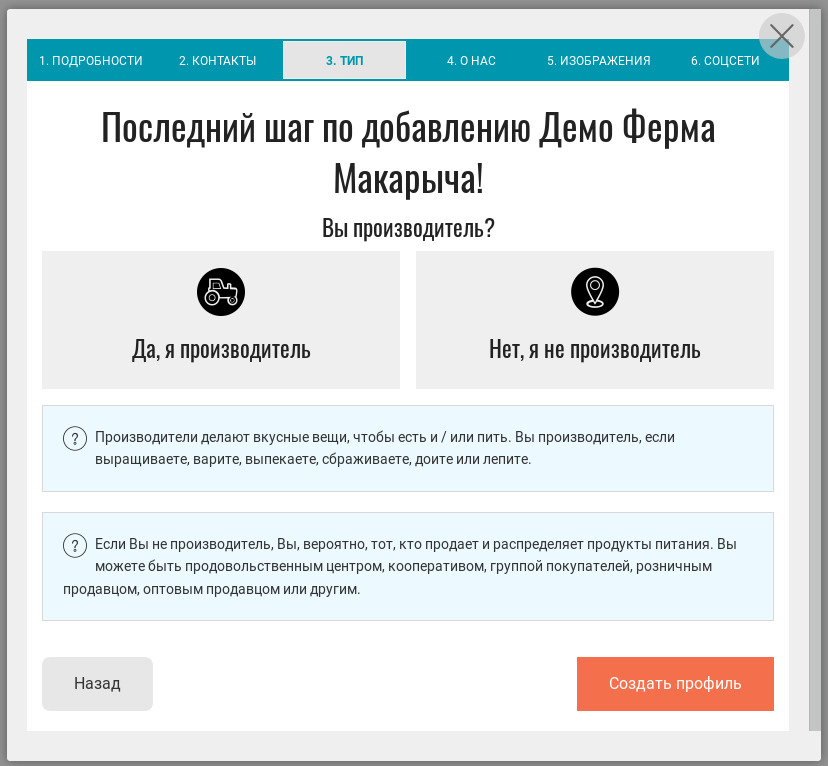 1. ПОДРОБНОСТИ 2. КОНТАКТЫ 3. ТИП 4. О НАС 5. ИЗОБРАЖЕНИЯ 6. СОЦСЕТИ
Последний шаг по добавлению Демо Ферма
Макарыча!
Вы производитель?
Да, я производитель
Нет, я не производитель
Производители делают вкусные вещи, чтобы есть и / или пить. Вы производитель, если
выращиваете, варите, выпекаете, сбраживаете, доите или лепите.
Если Вы не производитель, Вы, вероятно, тот, кто продает и распределяет продукты питания. Вы
можете быть продовольственным центром, кооперативом, группой покупателей, розничным
продавцом, оптовым продавцом или другим.
Назад
Создать профиль